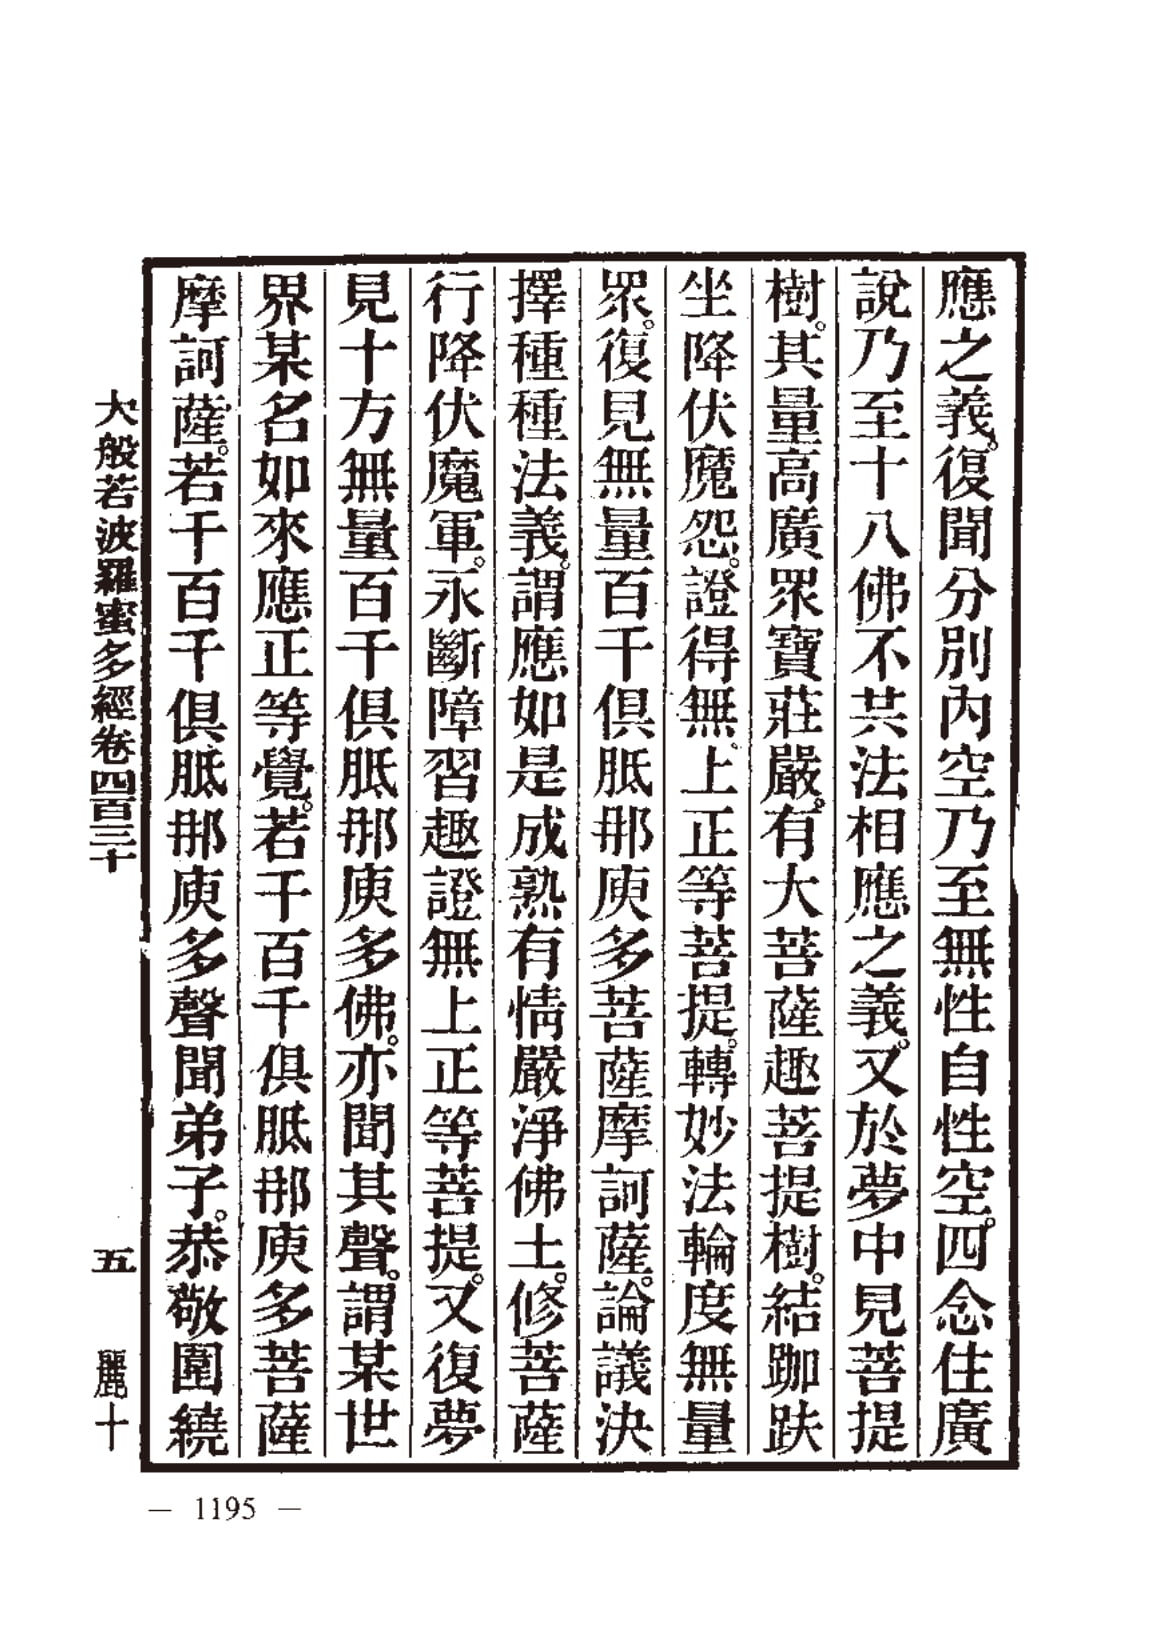 應之義。復聞分別內空乃至無性自性空。四念住廣
說乃至十八佛不共法相應之義。又於夢中見菩提
樹。其量高廣眾寶莊嚴。有大菩薩趣菩提樹。結跏趺
坐降伏魔怨。證得無上正等菩提。轉妙法輪度無量
眾。復見無量百千俱胝那庾多菩薩摩訶薩。論議決
擇種種法義。謂應如是成熟有情嚴淨佛土。修菩薩
行降伏魔軍。永斷障習趣證無上正等菩提。又復夢
見十方無量百千俱胝那庾多佛。亦聞其聲。謂某世
界某名如來應正等覺。若千百千俱胝那庾多菩薩
摩訶薩。若千百千俱胝那庾多聲聞弟子。恭敬圍繞
大般若波羅蜜多經卷四百三十 五 麗十
— 1195 —